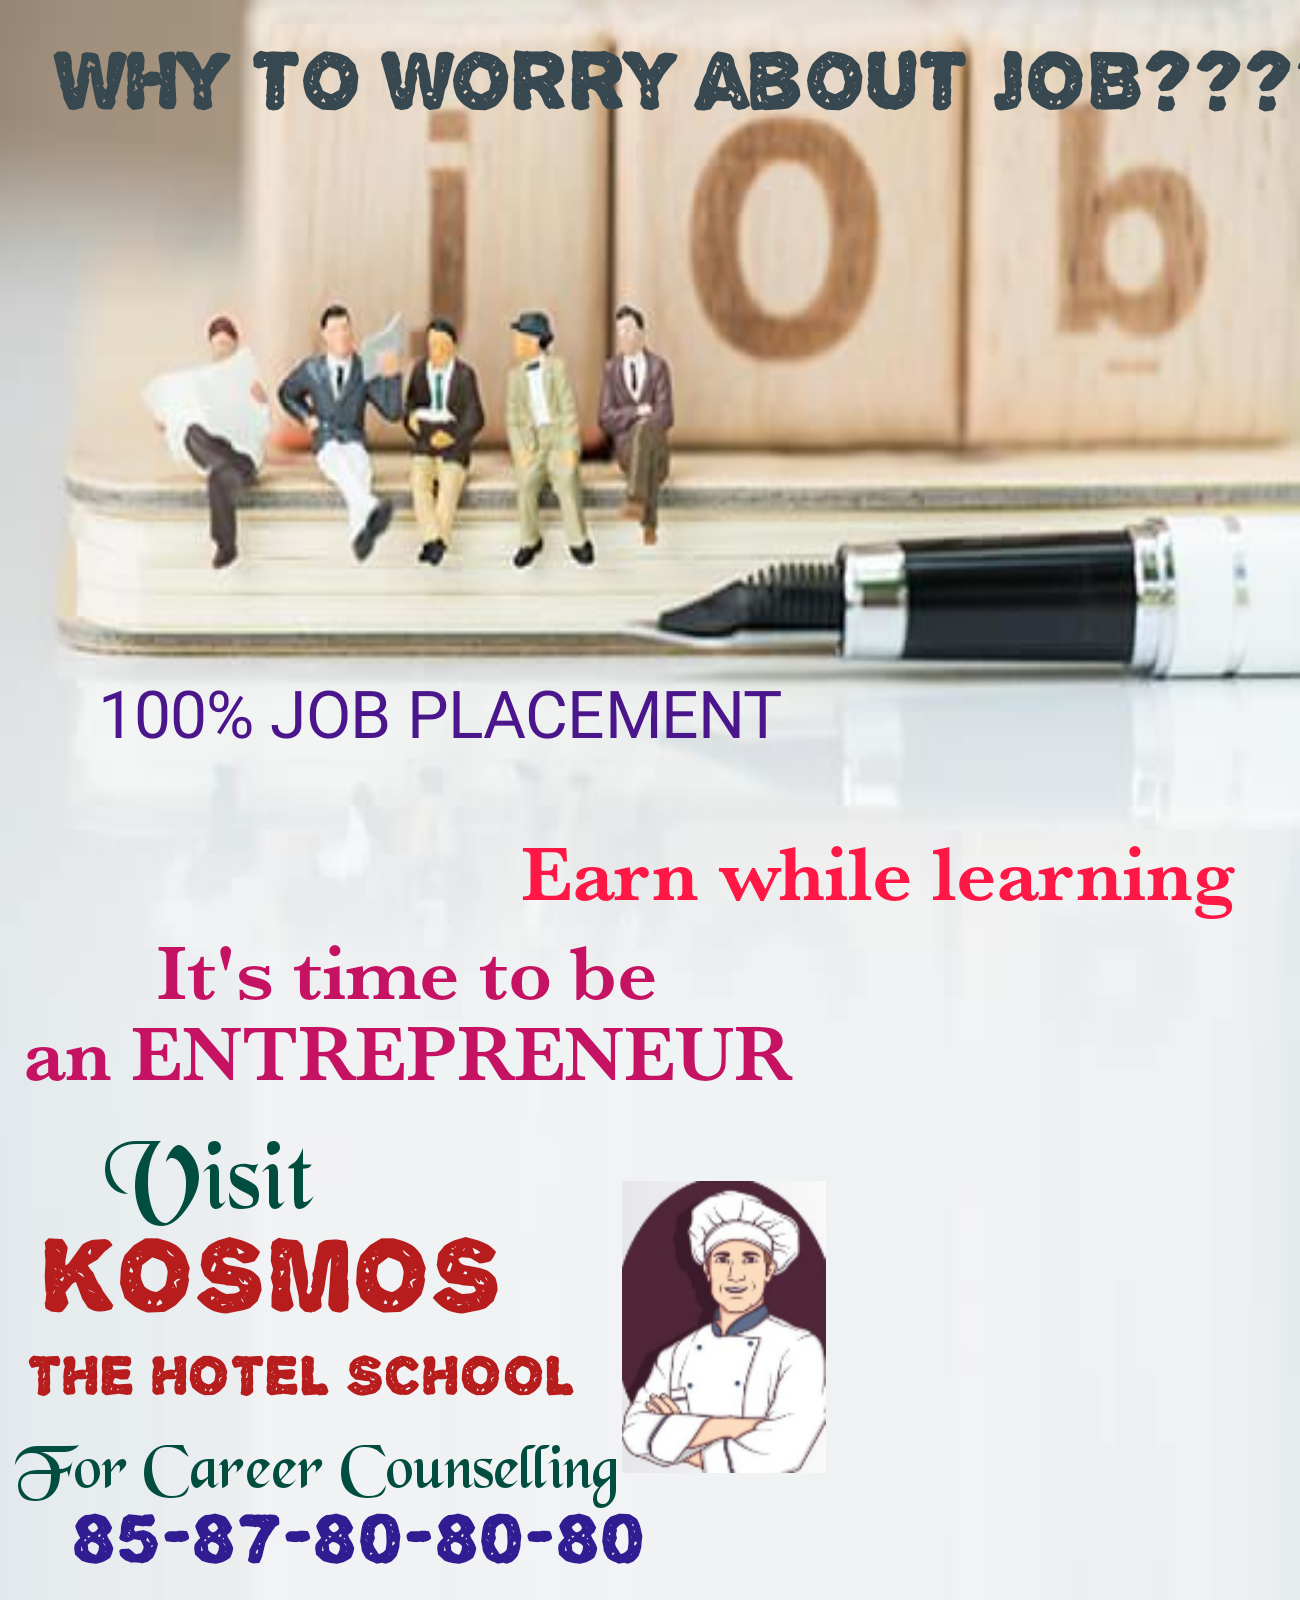 WHY TO WORRY ABOUT JOB????
job
100% JOB PLACEMENT
Earn while learning
It's time to be
an ENTREPRENEUR
Visit
KOSMOS
THE HOTEL SCHOOL
For Career Counselling
85-87-80-80-80